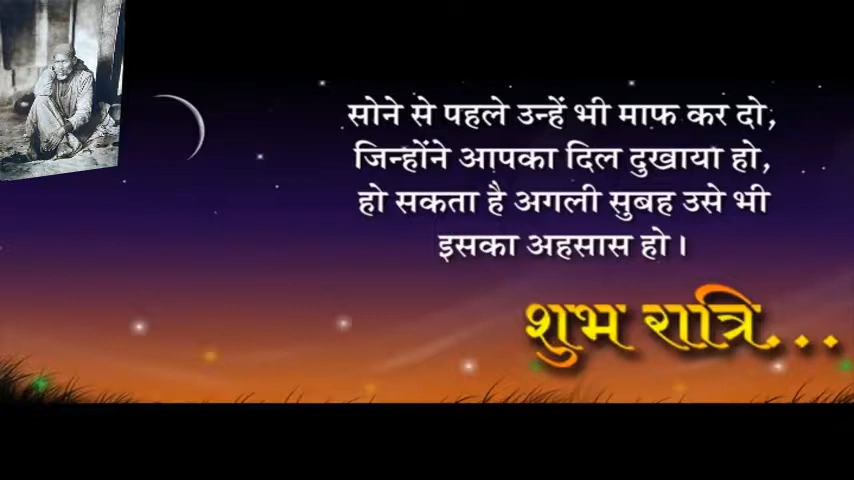 सोने से पहले उन्हें भी माफ कर दो,
जिन्होंने आपका दिल दुखाया हो,
हो सकता है अगली सुबह उसे भी
इसका अहसास हो।
शुभ रात्रि...